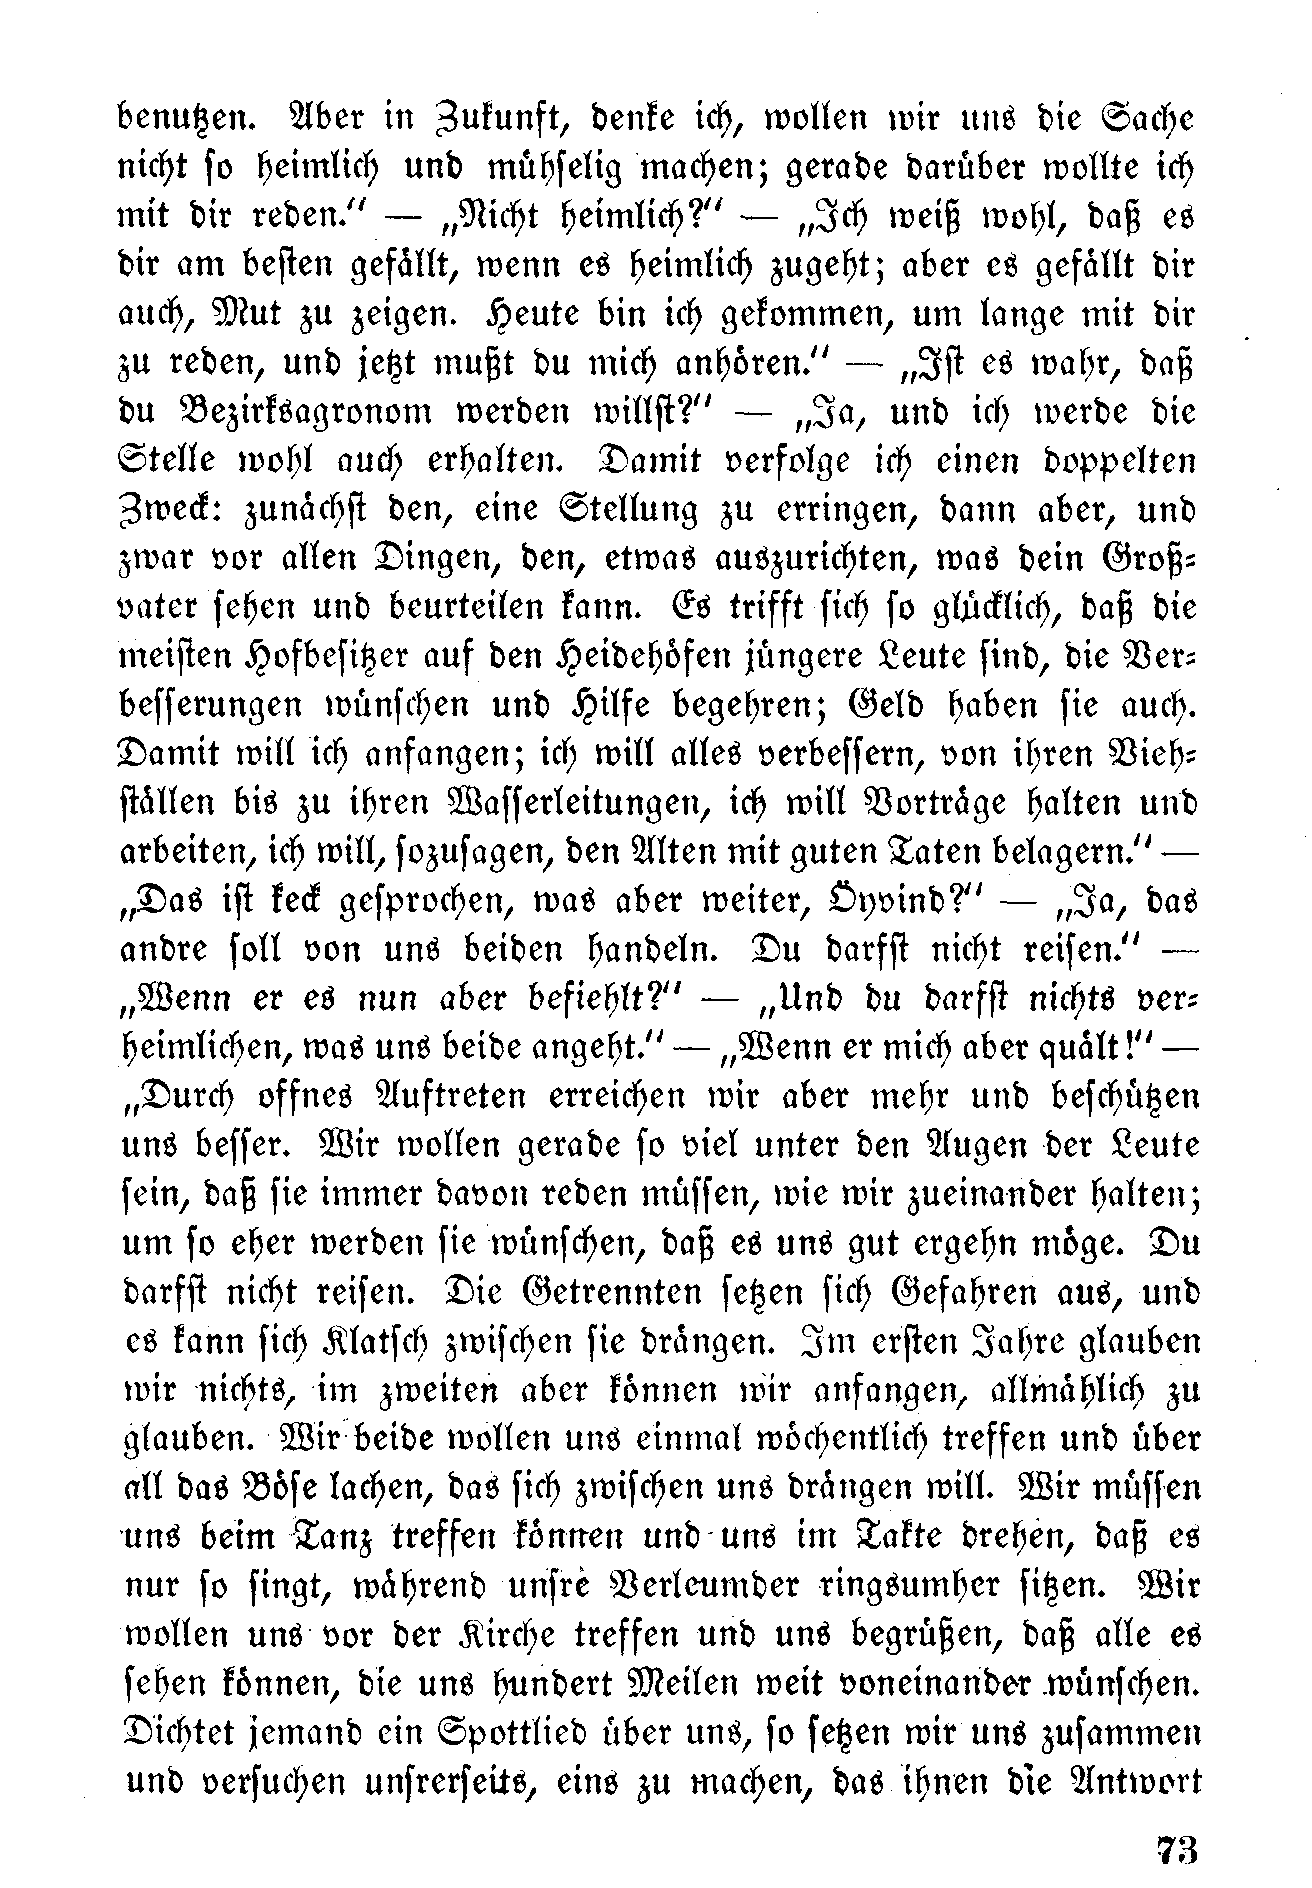 benutzen. Aber in Zukunft, denke ich, wollen wir uns die Sache
nicht so heimlich und mühselig machen; gerade darüber wollte ich
mit dir reden.“ — „Nicht heimlich?“ — „Ich weiß wohl, daß es
dir am besten gefällt, wenn es heimlich zugeht; aber es gefällt dir
auch, Mut zu zeigen. Heute bin ich gekommen, um lange mit dir
zu reden, und jetzt mußt du mich anhören.“ — „Ist es wahr, daß
du Bezirksagronom werden willst?“ — „Ja, und ich werde die
Stelle wohl auch erhalten. Damit verfolge ich einen doppelten
Zweck: zunächst den, eine Stellung zu erringen, dann aber, und
zwar vor allen Dingen, den, etwas auszurichten, was dein Groß-
vater sehen und beurteilen kann. Es trifft sich so glücklich, daß die
meisten Hofbesitzer auf den Heidehöfen jüngere Leute sind, die Ver-
besserungen wünschen und Hilfe begehren; Geld haben sie auch.
Damit will ich anfangen; ich will alles verbessern, von ihren Vieh-
ställen bis zu ihren Wasserleitungen, ich will Vorträge halten und
arbeiten, ich will, sozusagen, den Alten mit guten Taten belagern.“ —
„Das ist keck gesprochen, was aber weiter, Öyvind?“ — „Ja, das
andre soll von uns beiden handeln. Du darfst nicht reisen.“ —
„Wenn er es nun aber befiehlt?“ — „Und du darfst nichts ver-
heimlichen, was uns beide angeht.“ — „Wenn er mich aber quält!“ —
„Durch offnes Auftreten erreichen wir aber mehr und beschützen
uns besser. Wir wollen gerade so viel unter den Augen der Leute
sein, daß sie immer davon reden müssen, wie wir zueinander halten;
um so eher werden sie wünschen, daß es uns gut ergehn möge. Du
darfst nicht reisen. Die Getrennten setzen sich Gefahren aus, und
es kann sich Klatsch zwischen sie drängen. Im ersten Jahre glauben
wir nichts, im zweiten aber können wir anfangen, allmählich zu
glauben. Wir beide wollen uns einmal wöchentlich treffen und über
all das Böse lachen, das sich zwischen uns drängen will. Wir müssen
uns beim Tanz treffen können und uns im Takte drehen, daß es
nur so singt, während unsre Verleumder ringsumher sitzen. Wir
wollen uns vor der Kirche treffen und uns begrüßen, daß alle es
sehen können, die uns hundert Meilen weit voneinander wünschen.
Dichtet jemand ein Spottlied über uns, so setzen wir uns zusammen
und versuchen unsrerseits, eins zu machen, das ihnen die Antwort
73